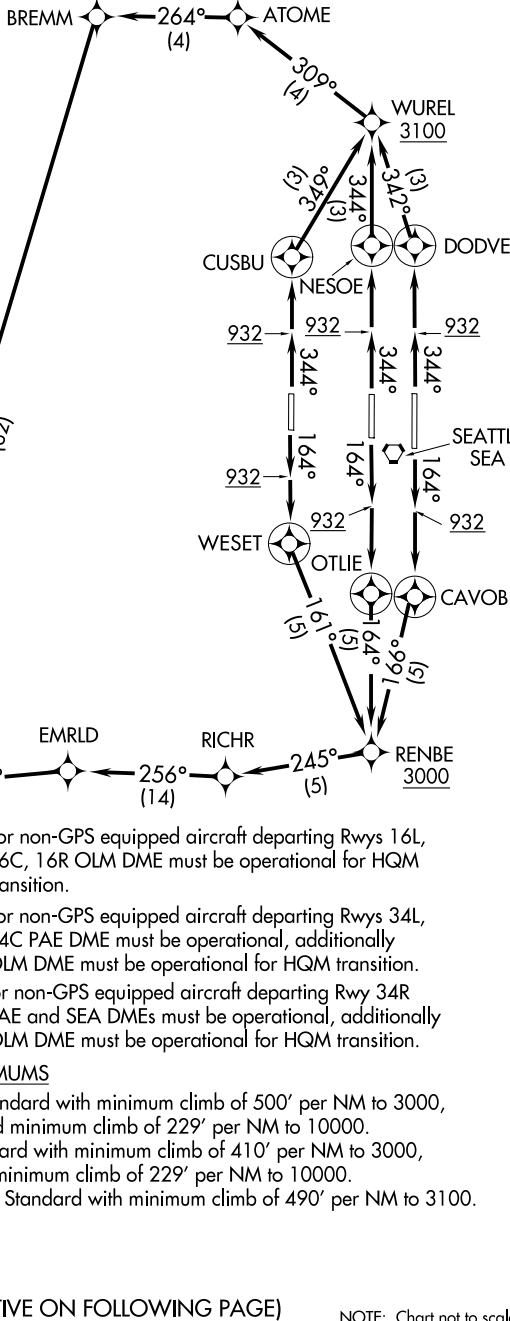 BREMM
264°
(4)
ATOME
309°
(4)
WUREL
3100
(3)
349°
(3)
344°
(3)
342°
CUSBU
NESOE
DODVE
932
932
932
344°
344°
344°
SEATTL
SEA
164°
164°
164°
932
932
932
WESET
OTLIE
CAVOB
161°
(5)
164°
(5)
166°
(5)
EMRLD
RICHR
RENBE
3000
256°
(14)
245°
(5)
or non-GPS equipped aircraft departing Rwys 16L,
6C, 16R OLM DME must be operational for HQM
ansition.
or non-GPS equipped aircraft departing Rwys 34L,
4C PAE DME must be operational, additionally
OLM DME must be operational for HQM transition.
or non-GPS equipped aircraft departing Rwy 34R
AE and SEA DMEs must be operational, additionally
OLM DME must be operational for HQM transition.
MUMS
ndard with minimum climb of 500' per NM to 3000,
d minimum climb of 229' per NM to 10000.
ard with minimum climb of 410' per NM to 3000,
minimum climb of 229' per NM to 10000.
Standard with minimum climb of 490' per NM to 3100.
TIVE ON FOLLOWING PAGE)
NOTE: Chart not to scale